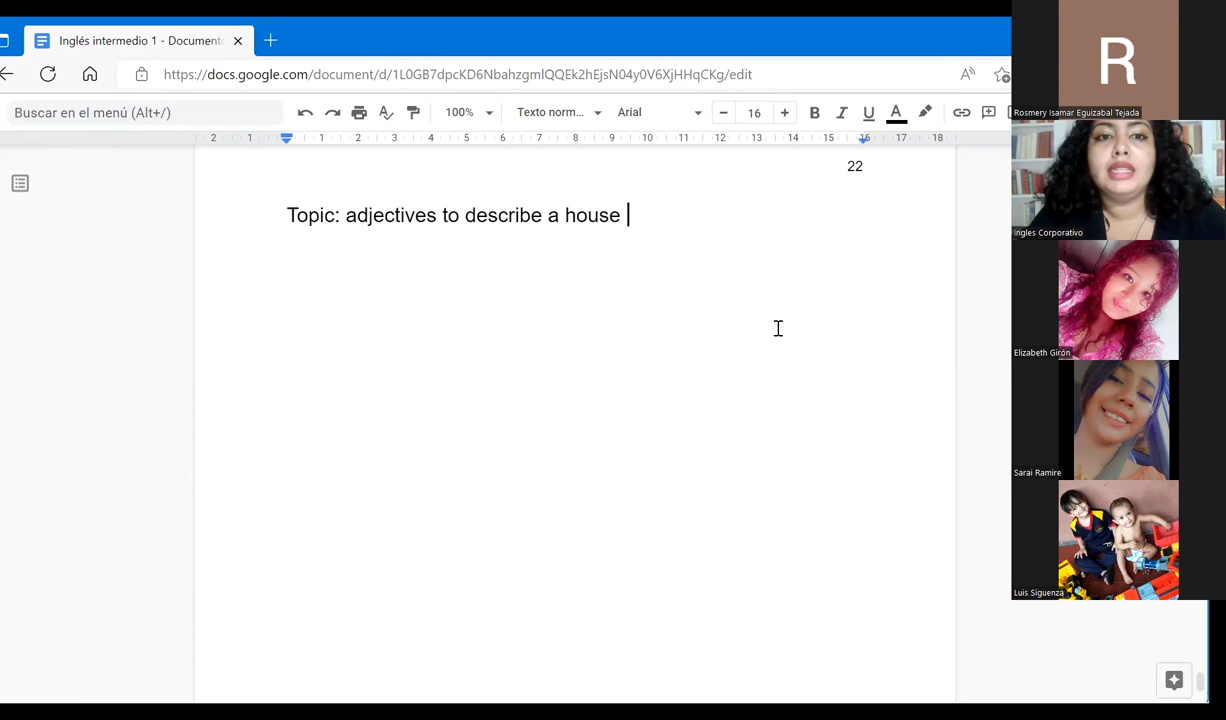 Inglés intermedio 1 - Document
https://docs.google.com/document/d/1L0GB7dpcKD6NbahzgmlQQEk2hEjsN04y0V6XjHHqCKg/edit
Buscar en el menú (Alt+/)
100%
Texto norm...
Arial
16
B I U A
2 1 1 2 3 4 5 6 7 8 9 10 11 12 13 14 15 16 17 18
22
Topic: adjectives to describe a house
R
Rosmery Isamar Eguizabal Tejada
Ingles Corporativo
Elizabeth Girón
Sarai Ramire
Luis Siguenza